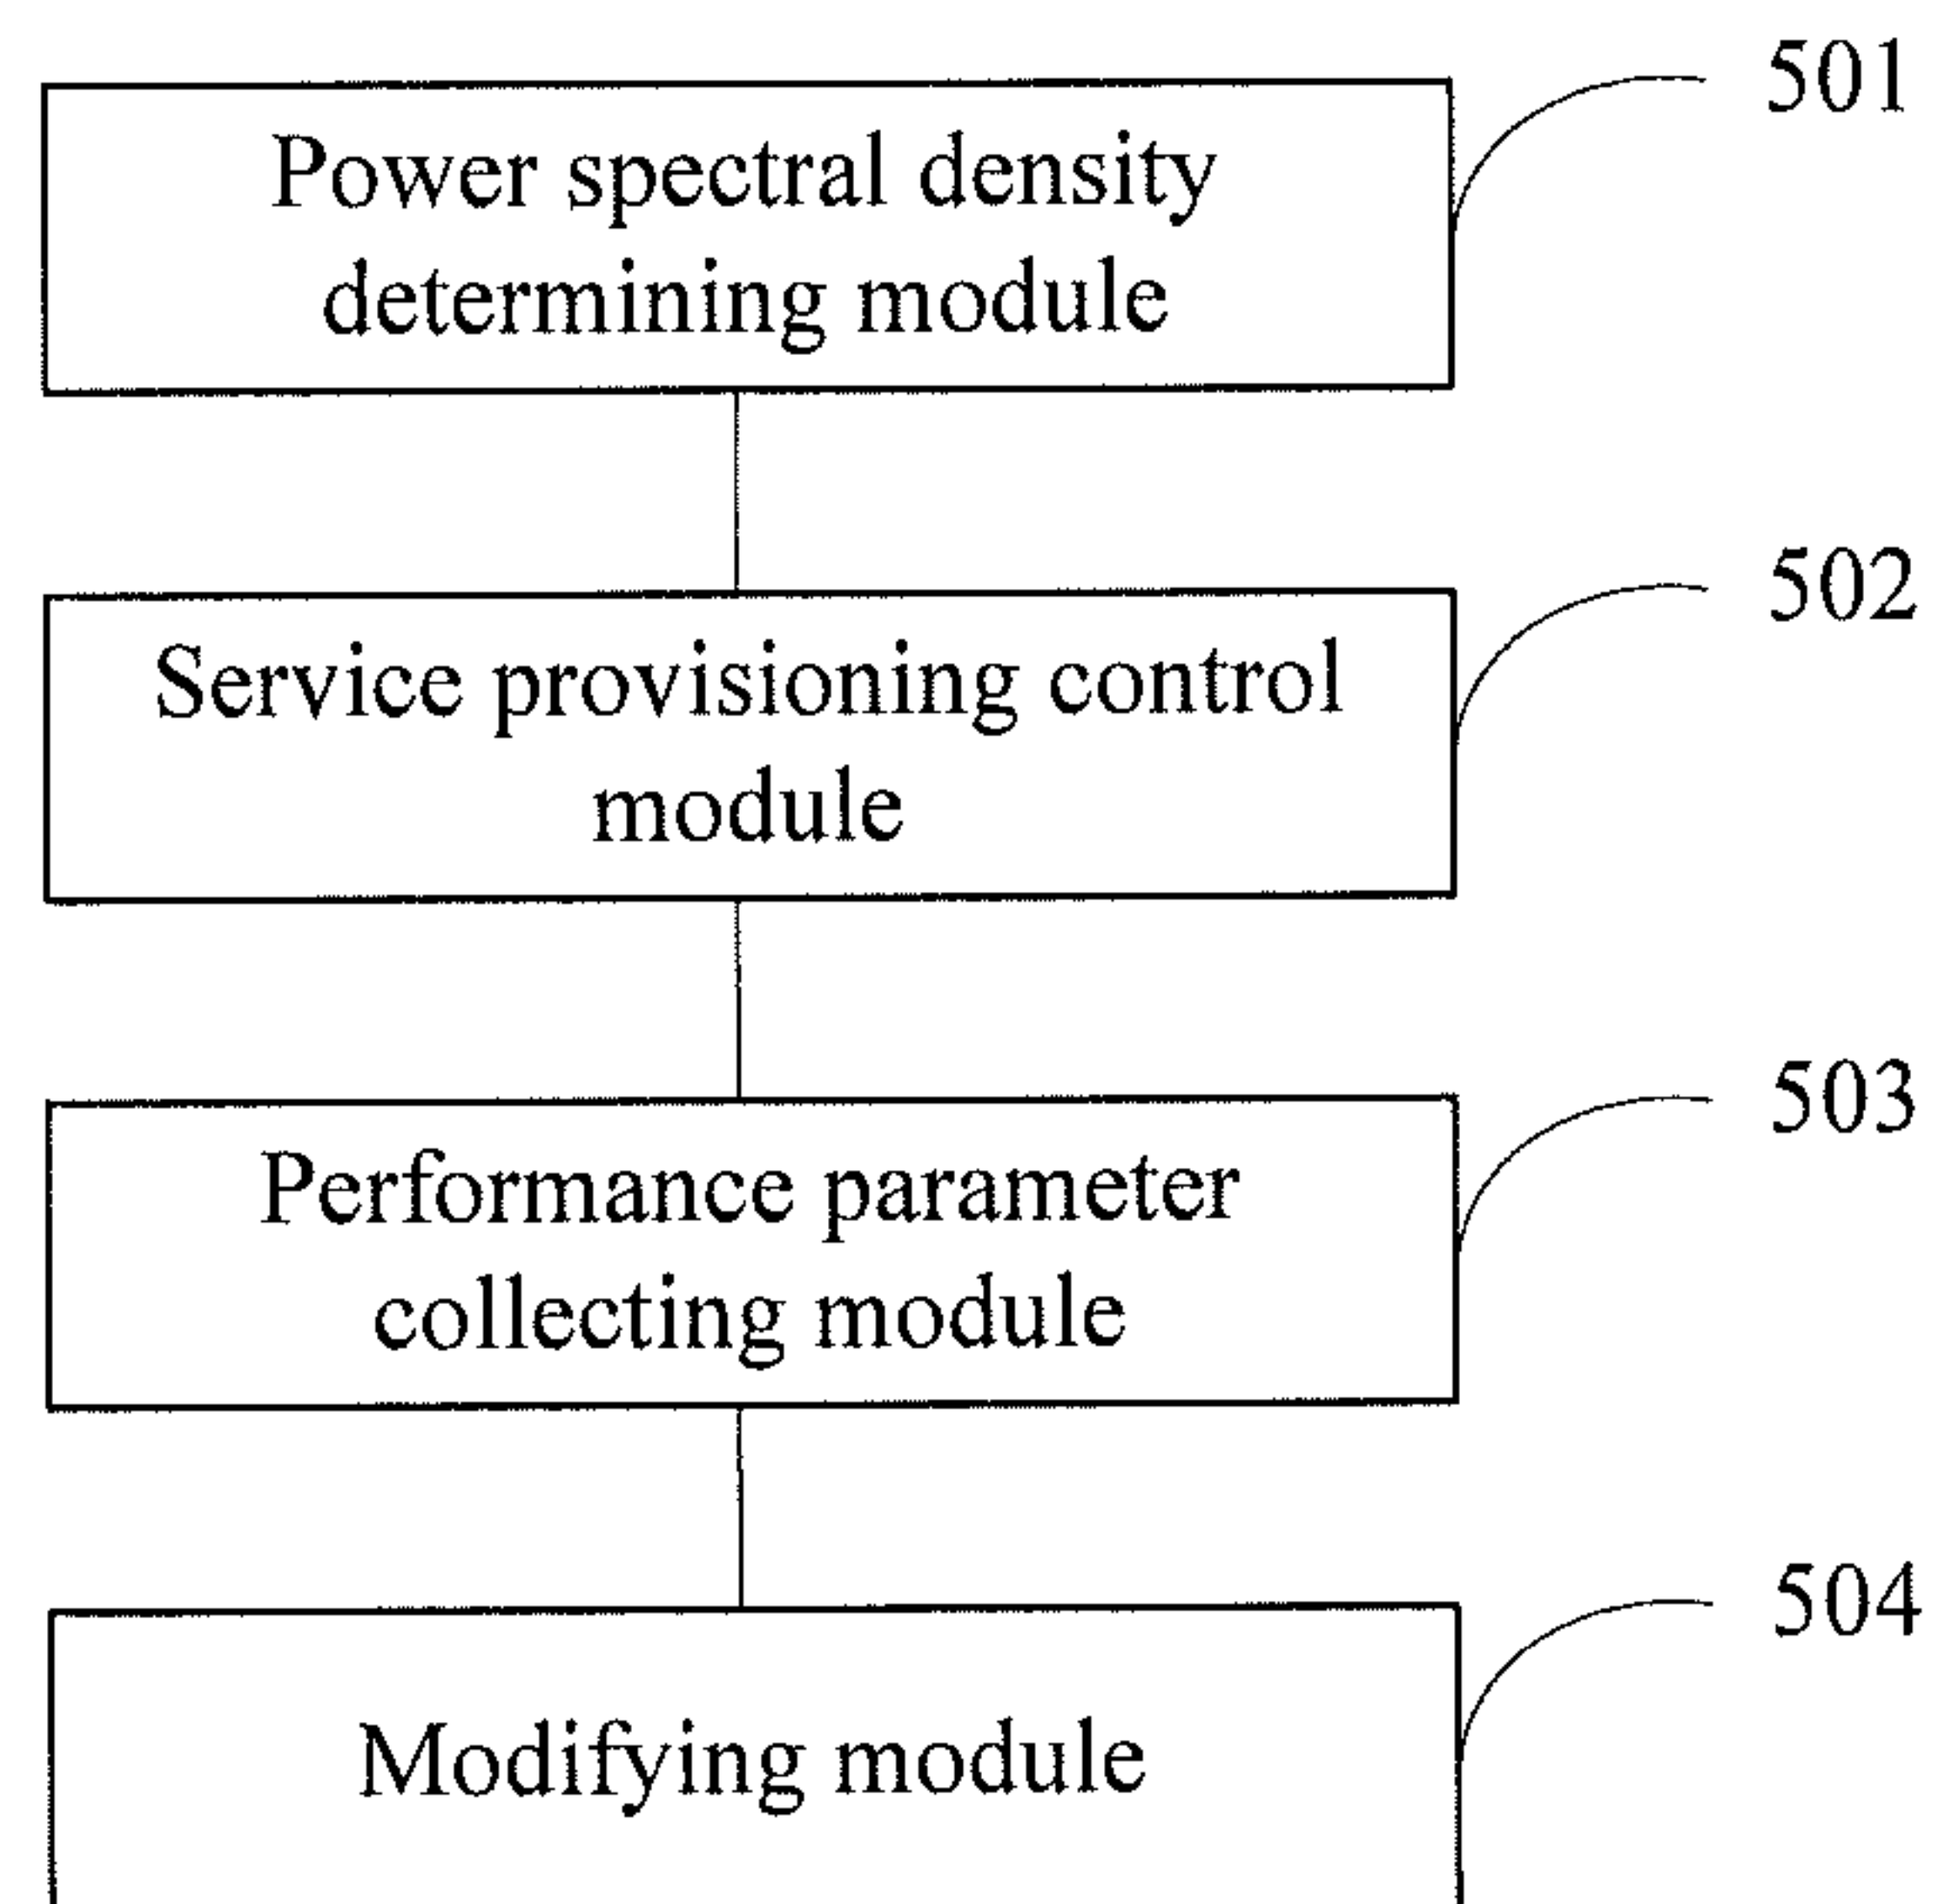 501
Power spectral density
determining module
502
Service provisioning control
module
503
Performance parameter
collecting module
504
Modifying module